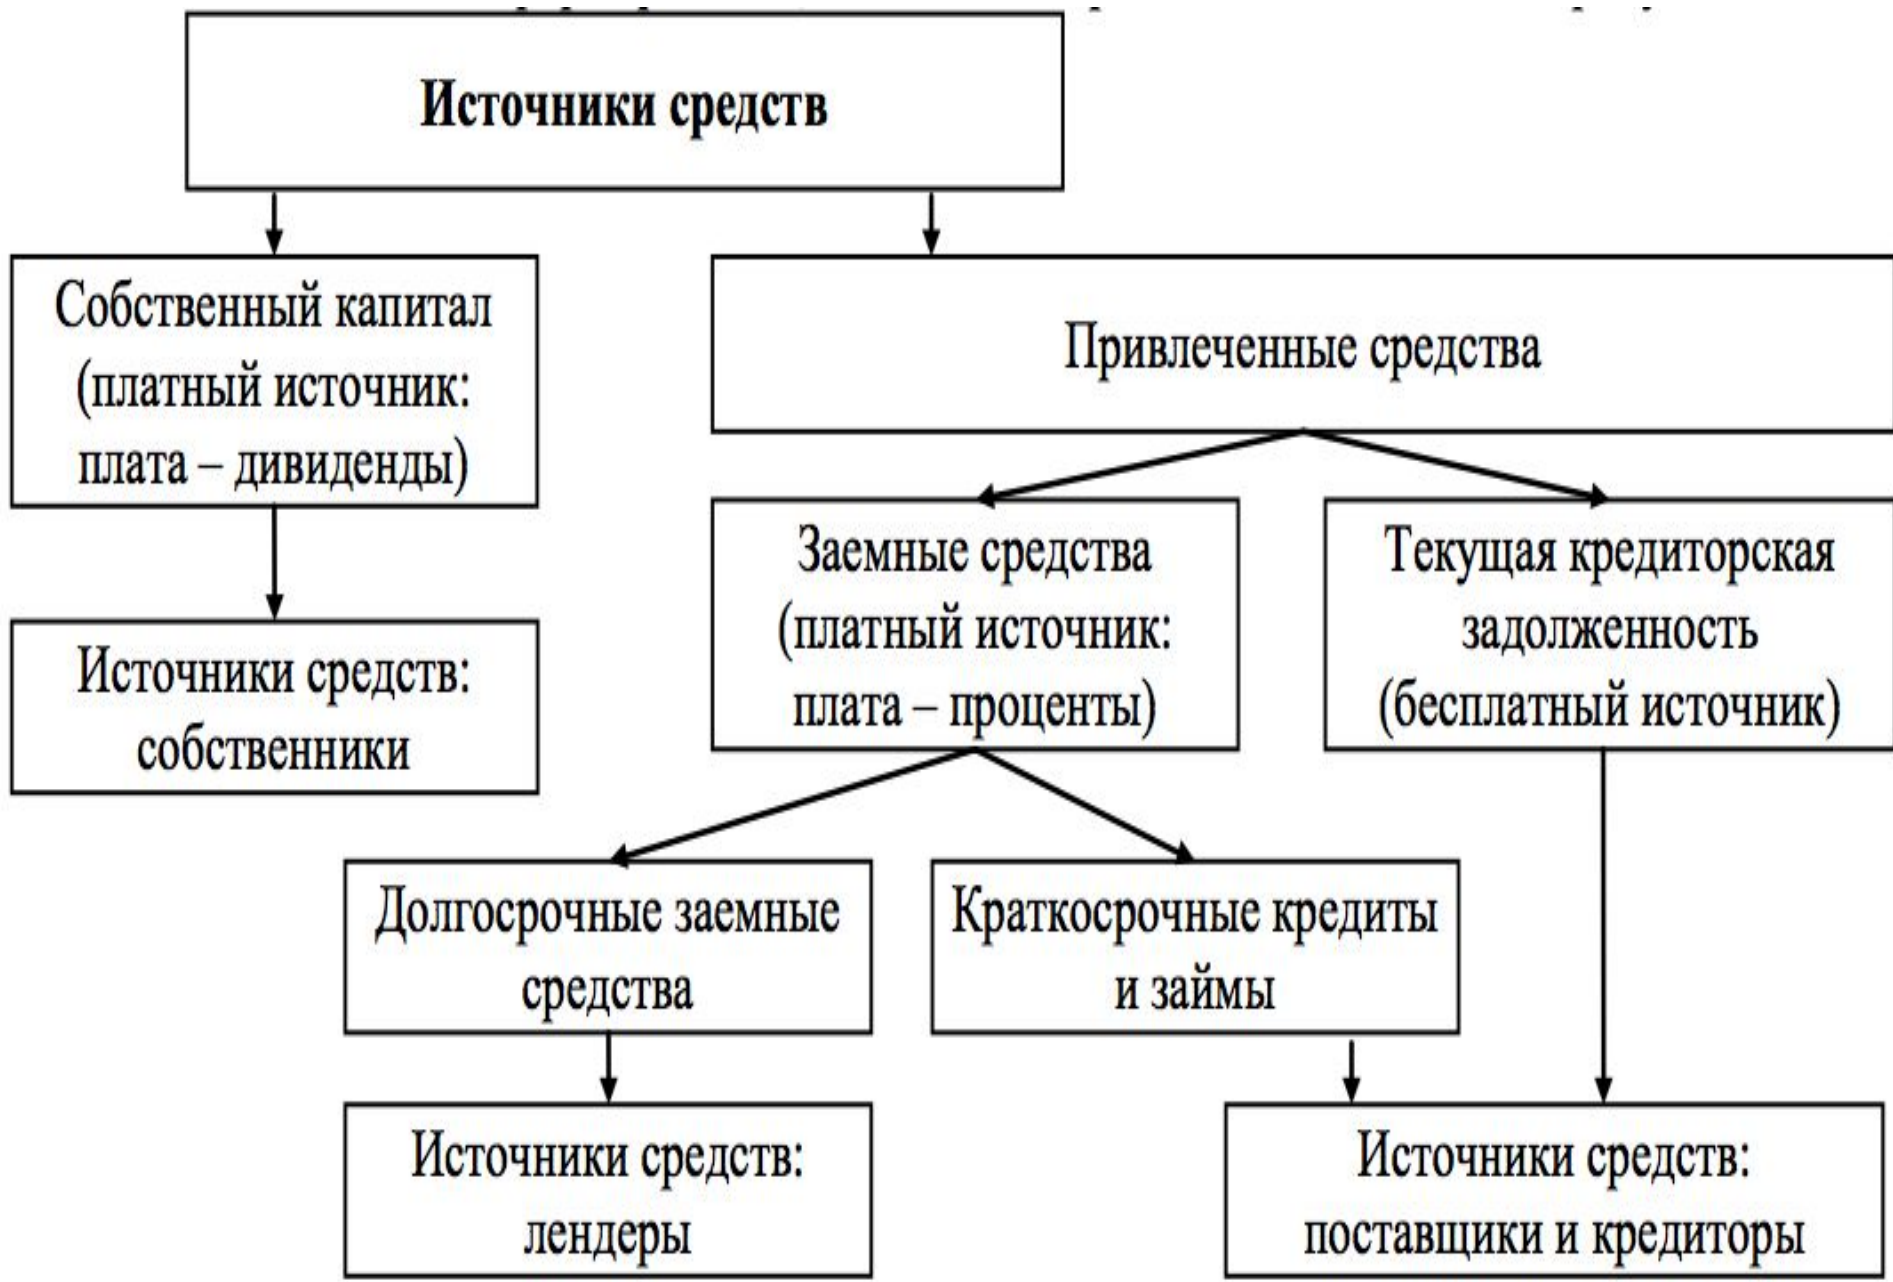 Источники средств
Собственный капитал
(платный источник:
плата – дивиденды)
Привлеченные средства
Источники средств:
собственники
Заемные средства
(платный источник:
плата – проценты)
Текущая кредиторская
задолженность
(бесплатный источник)
Долгосрочные заемные
средства
Краткосрочные кредиты
и займы
Источники средств:
лендеры
Источники средств:
поставщики и кредиторы